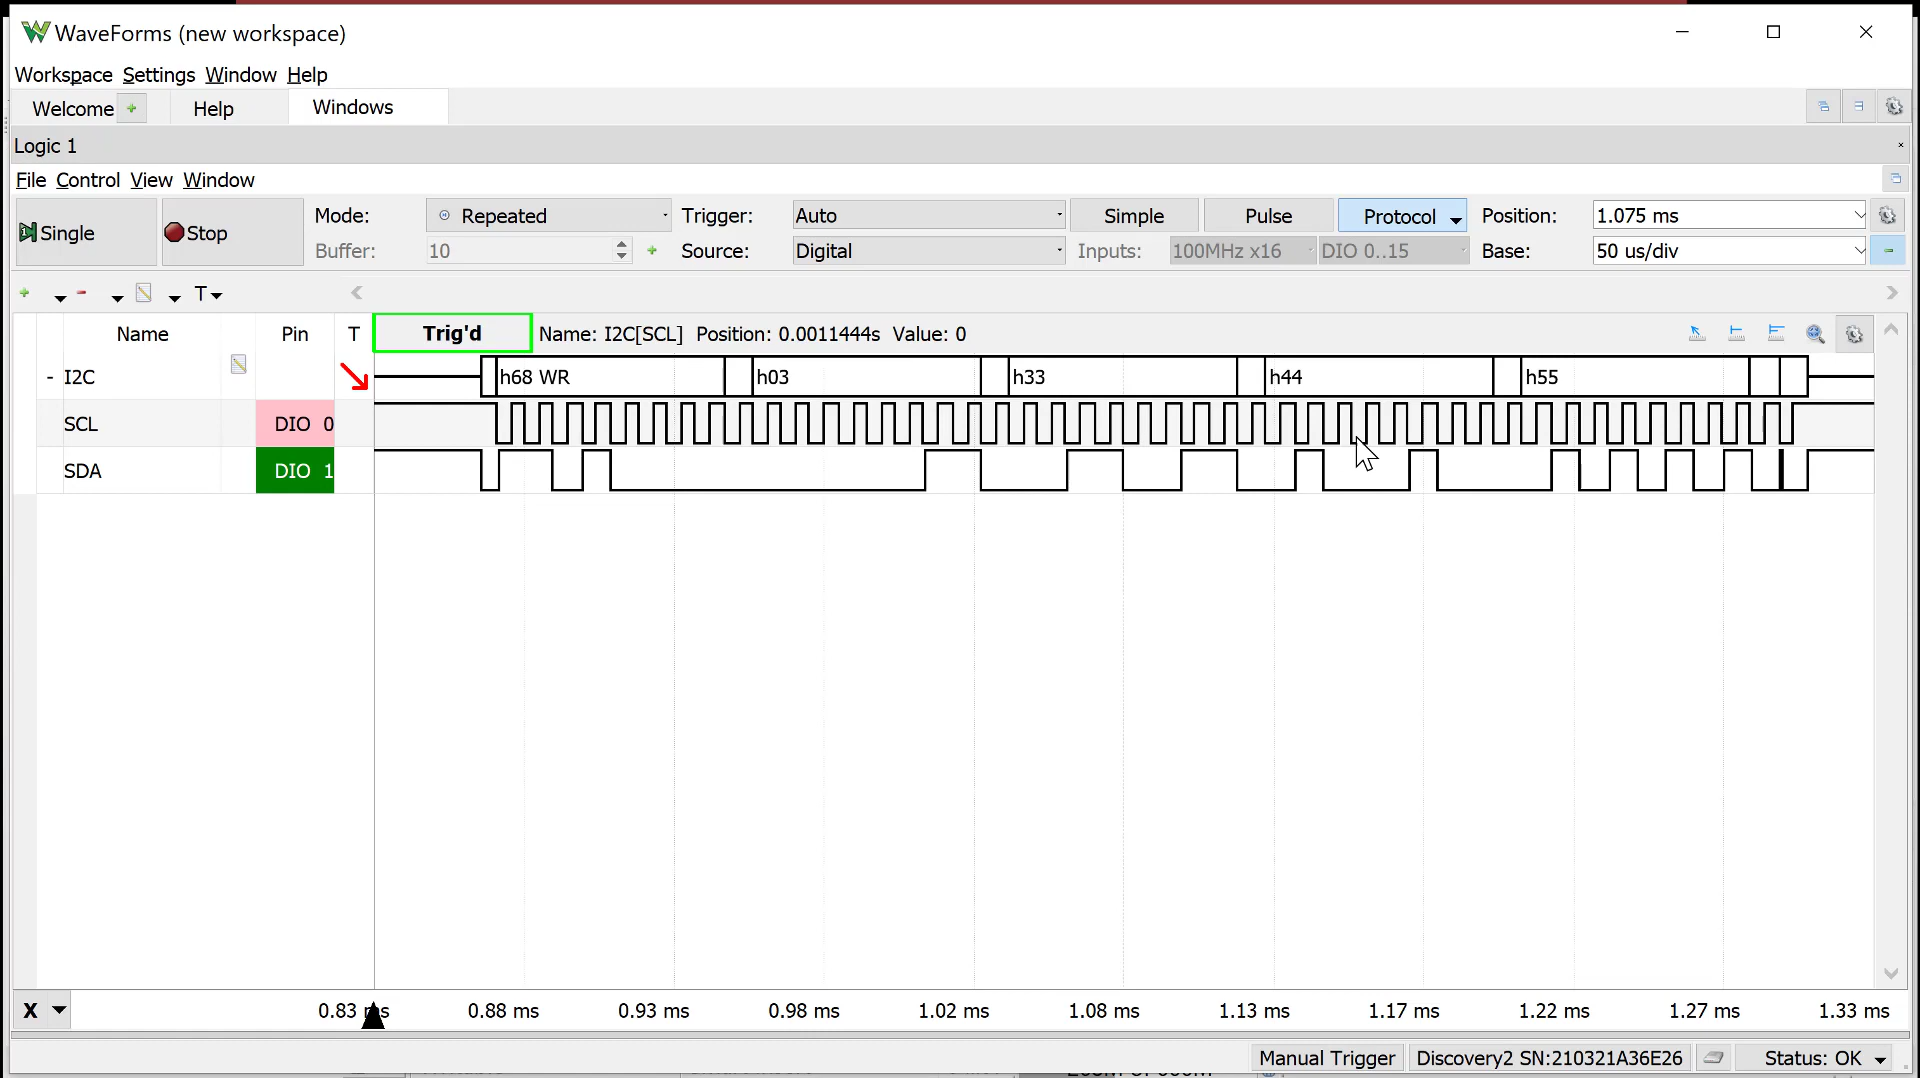 WaveForms (new workspace)
Workspace Settings Window Help
Welcome Help Windows
Logic 1
File Control View Window
Single Stop Mode: Repeated Trigger: Auto Simple Pulse Protocol Position: 1.075 ms
Buffer: 10 Source: Digital Inputs: 100MHz x16 DIO 0..15 Base: 50 us/div
T
Name Pin T Trig'd Name: I2C[SCL] Position: 0.0011444s Value: 0
- I2C h68 WR h03 h33 h44 h55
SCL DIO 0
SDA DIO 1
X 0.83 ms 0.88 ms 0.93 ms 0.98 ms 1.02 ms 1.08 ms 1.13 ms 1.17 ms 1.22 ms 1.27 ms 1.33 ms
Manual Trigger Discovery2 SN:210321A36E26 Status: OK